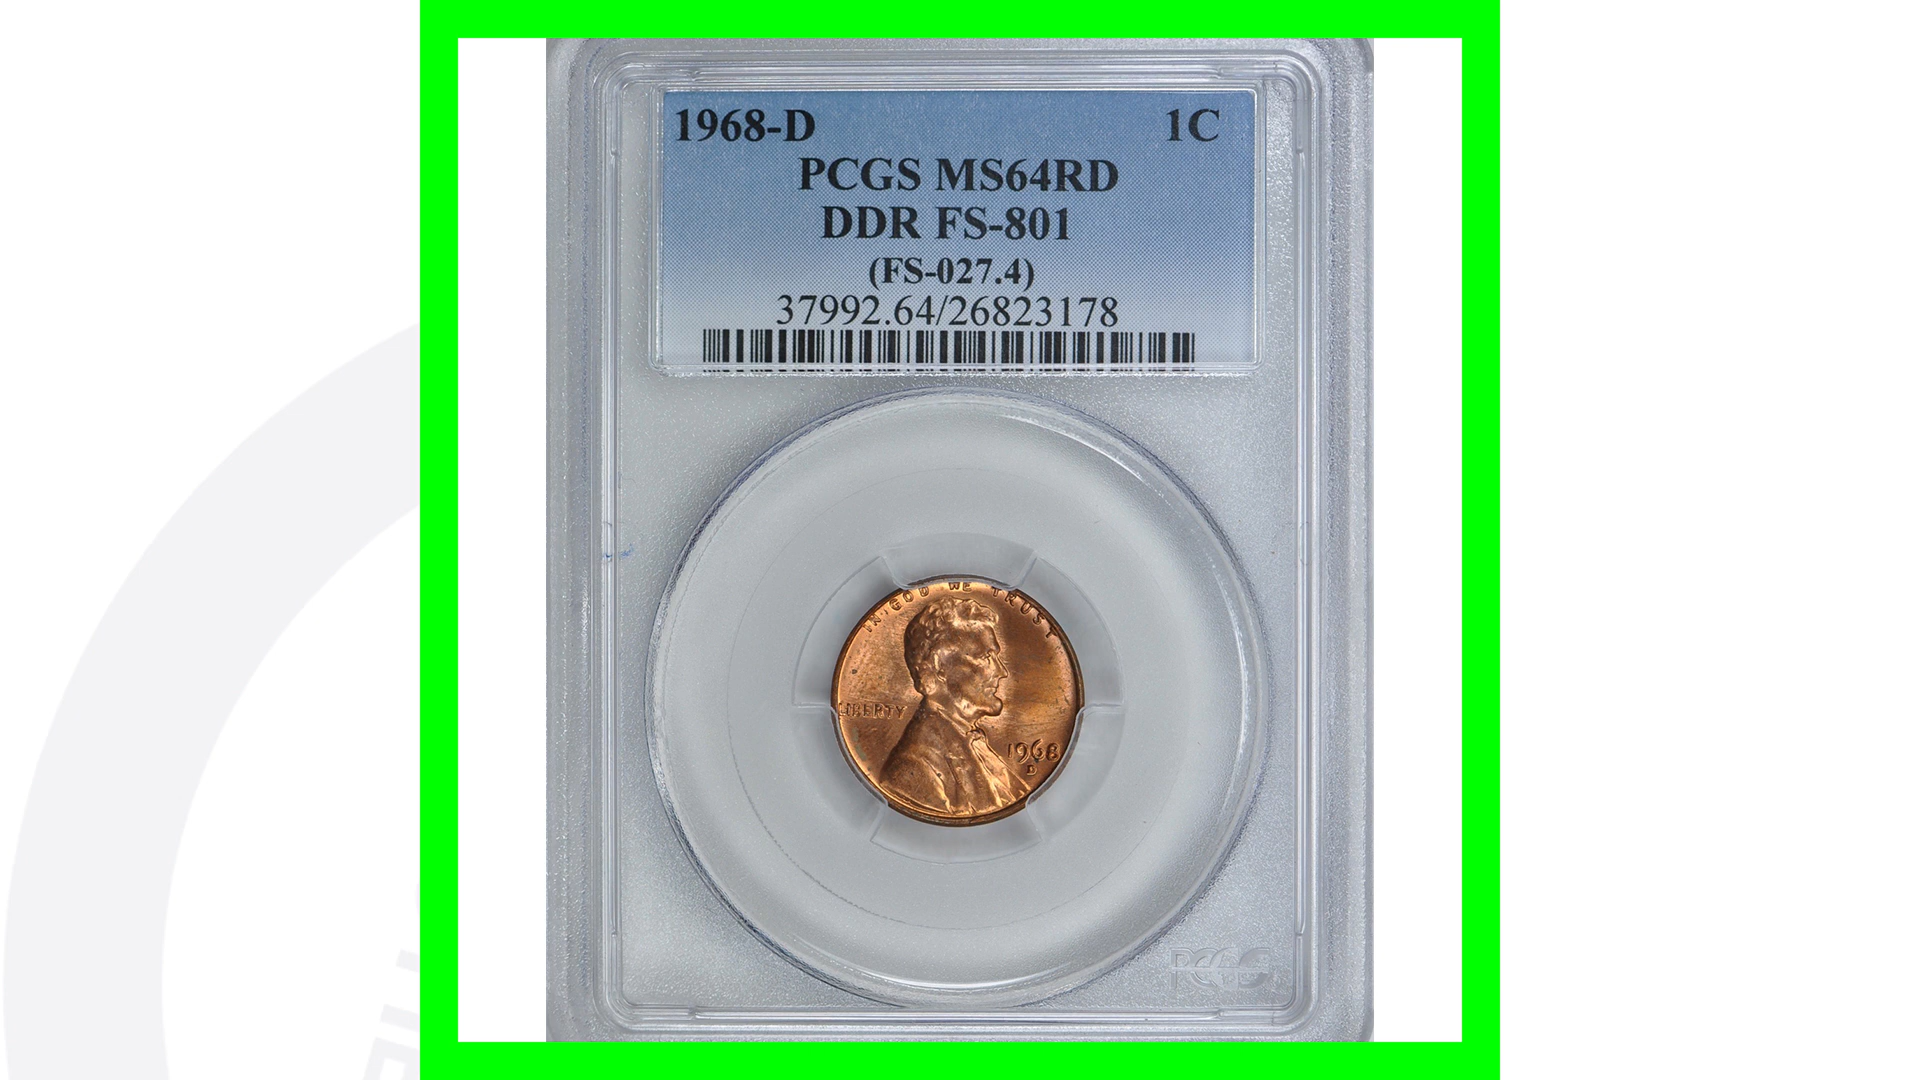 1968-D 1C
PCGS MS64RD
DDR FS-801
(FS-027.4)
37992.64/26823178
IN GOD WE TRUST
LIBERTY
1968
D
PCGS